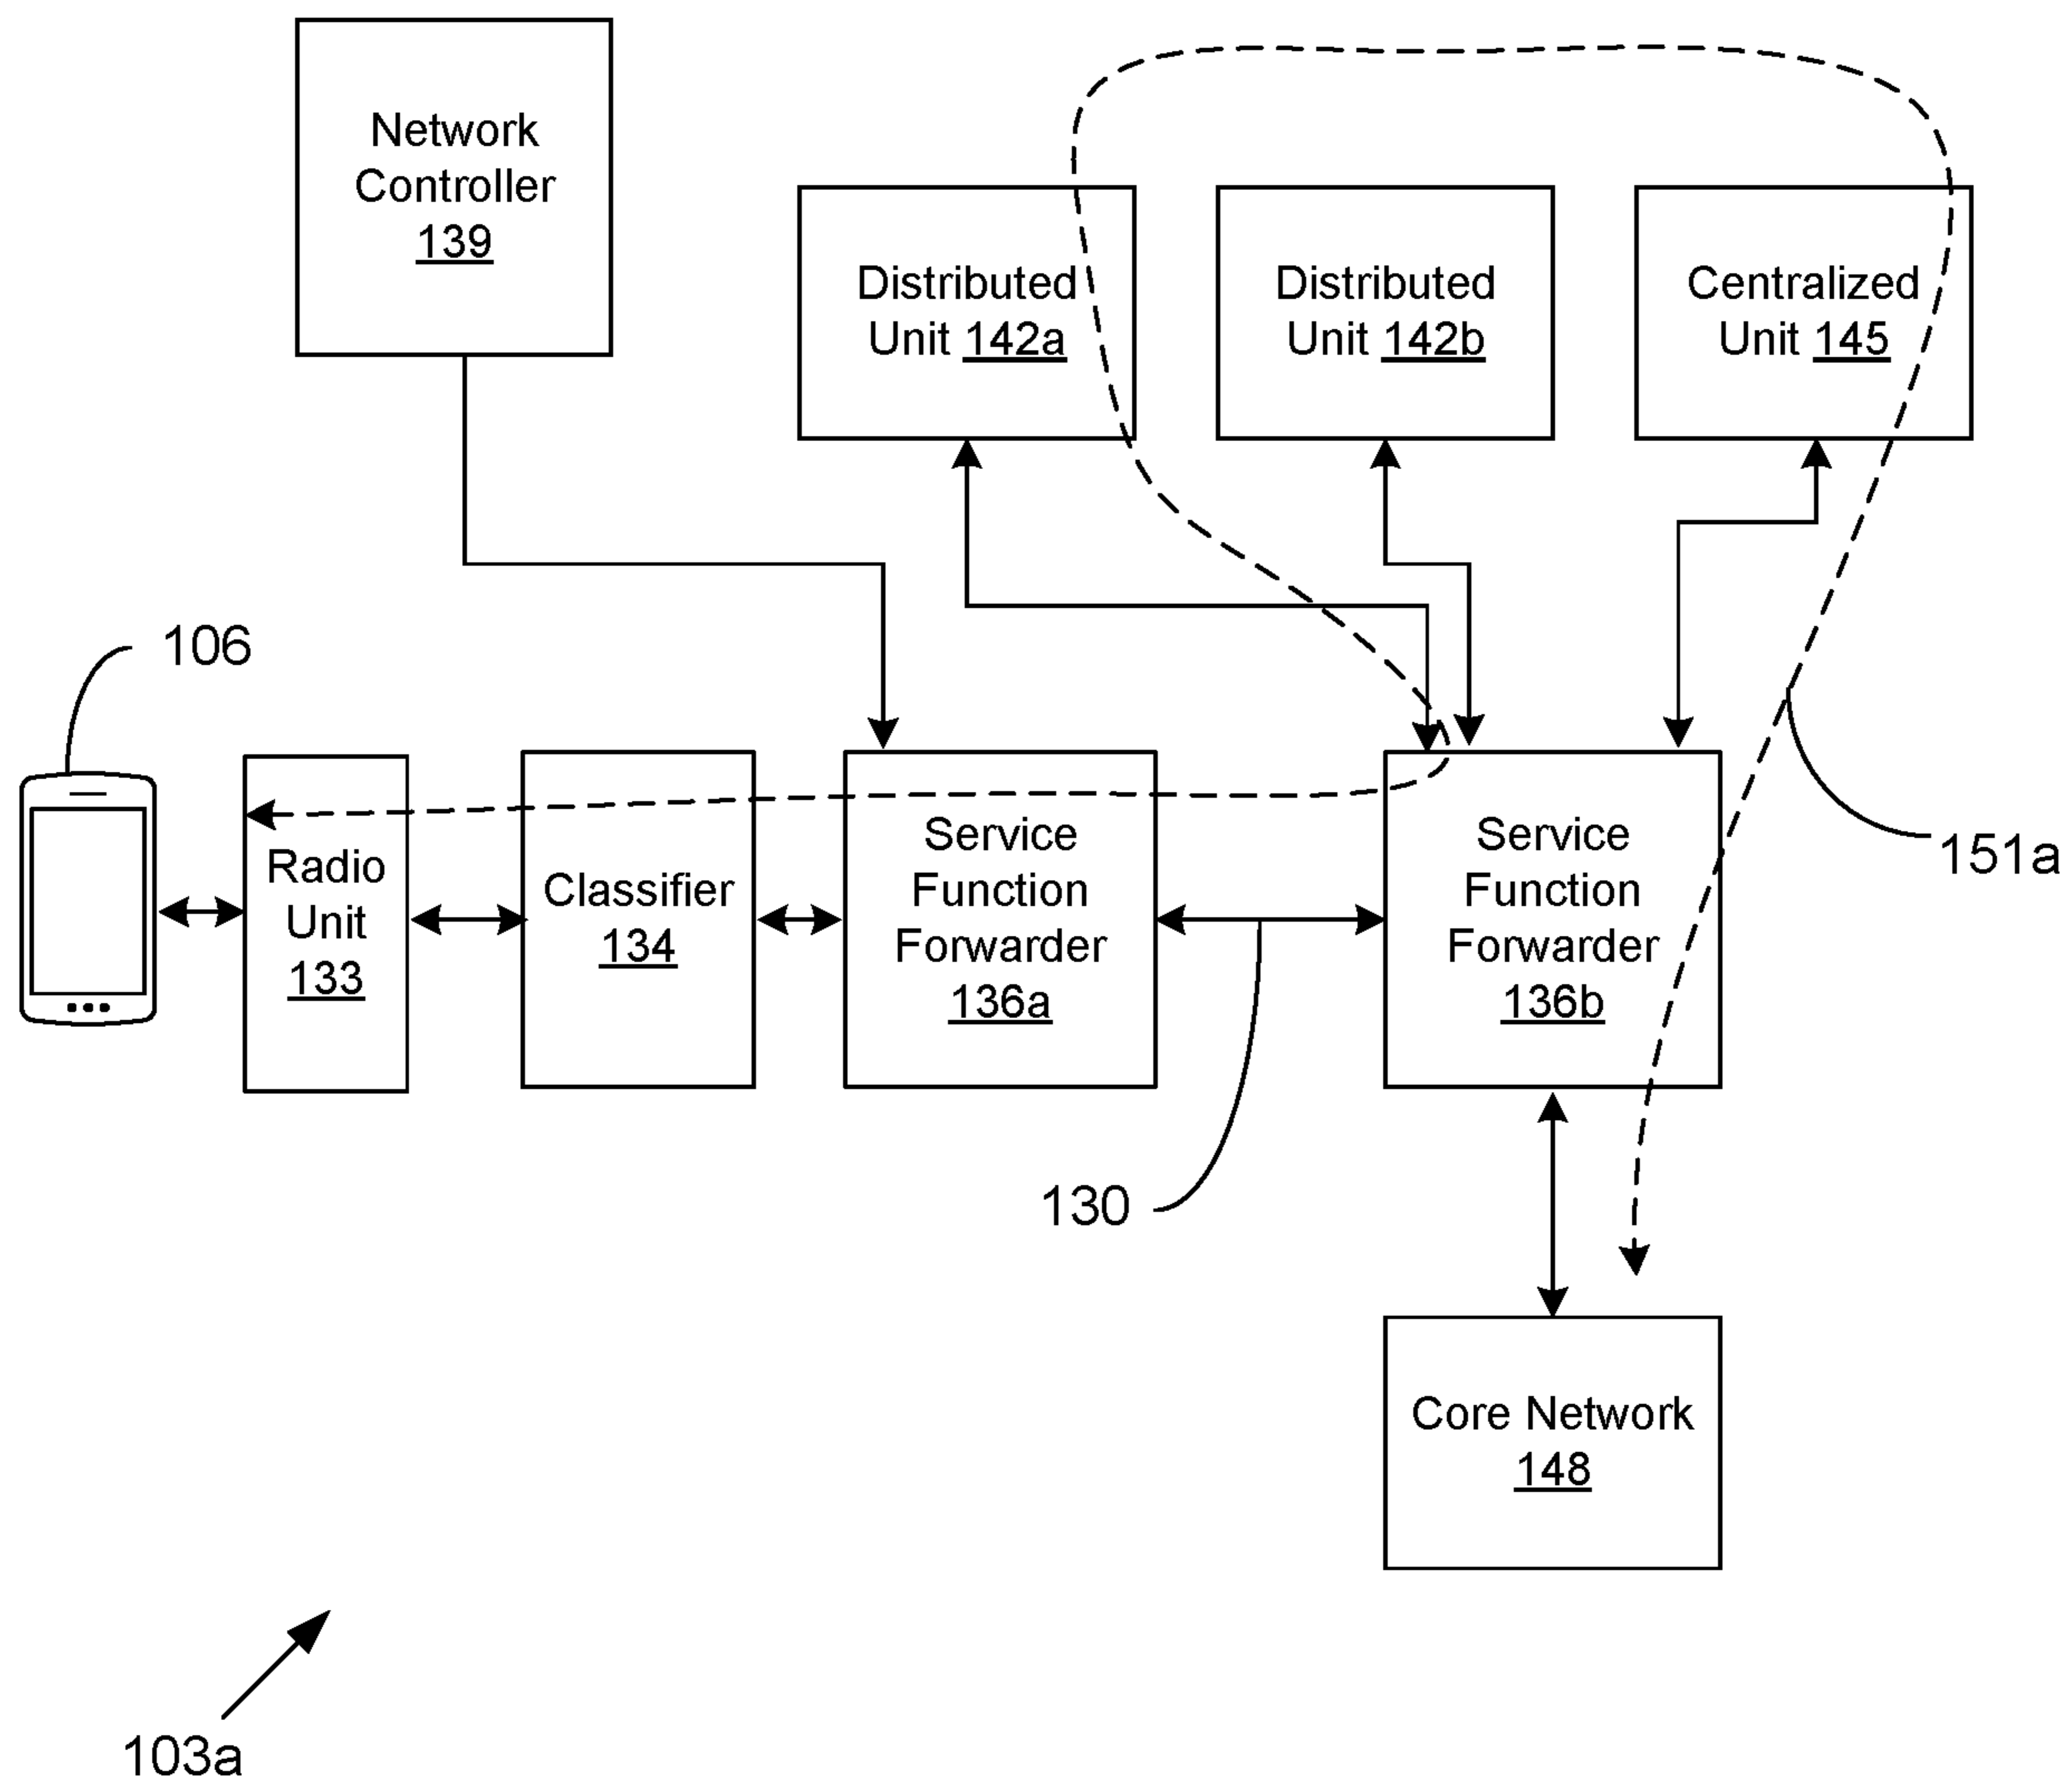 Network
Controller
139
Distributed
Unit 142a
Distributed
Unit 142b
Centralized
Unit 145
106
Radio
Unit
133
Classifier
134
Service
Function
Forwarder
136a
Service
Function
Forwarder
136b
151a
130
Core Network
148
103a